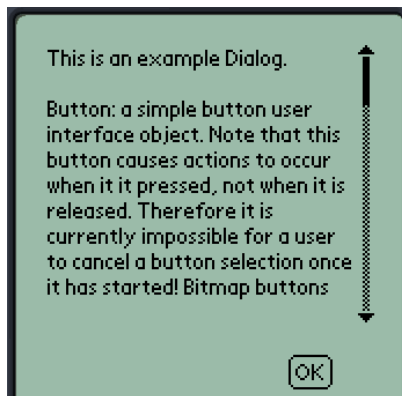 This is an example Dialog.
Button: a simple button user
interface object. Note that this
button causes actions to occur
when it it pressed, not when it is
released. Therefore it is
currently impossible for a user
to cancel a button selection once
it has started! Bitmap buttons
OK